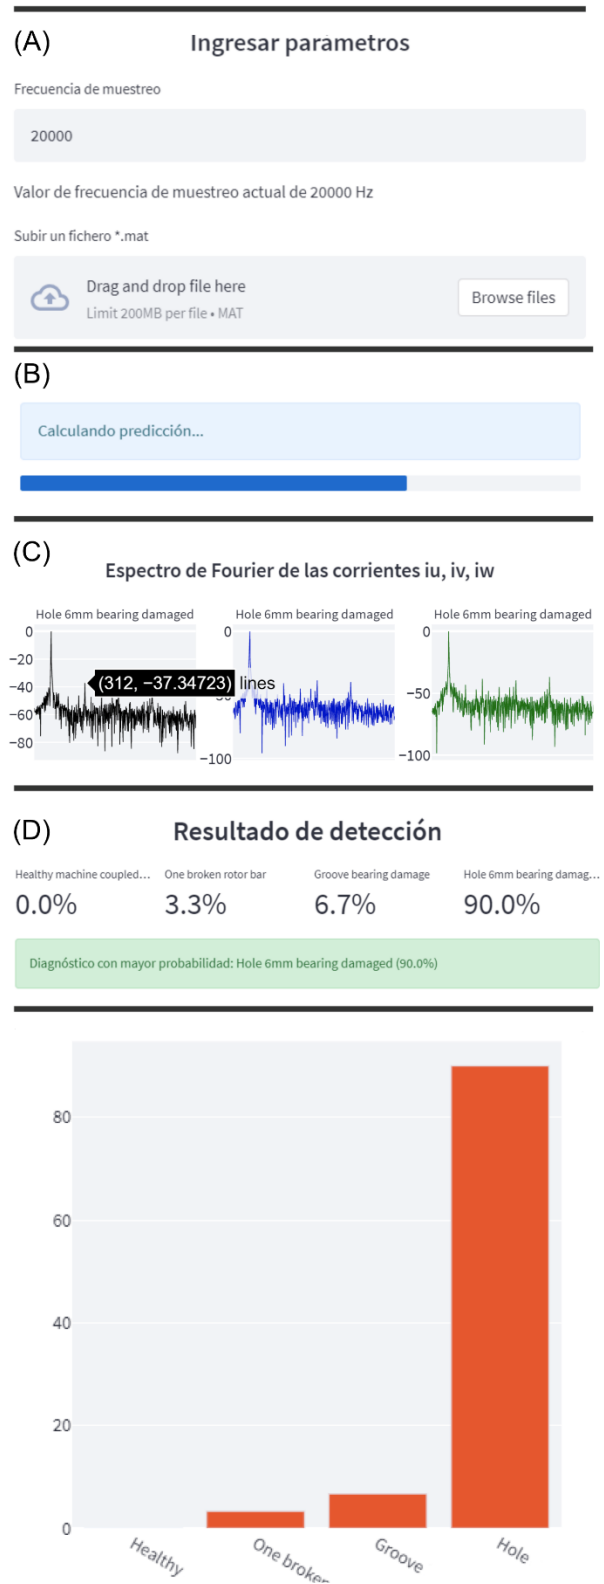 (A) Ingresar parámetros
Frecuencia de muestreo
20000
Valor de frecuencia de muestreo actual de 20000 Hz
Subir un fichero *.mat
Drag and drop file here
Limit 200MB per file • MAT
Browse files
(B)
Calculando predicción...
(C)
Espectro de Fourier de las corrientes iu, iv, iw
Hole 6mm bearing damaged Hole 6mm bearing damaged Hole 6mm bearing damaged
0
−20
−40
−60
−80
(312, −37.34723) lines
0
−100
0
−50
−100
(D) Resultado de detección
Healthy machine coupled... One broken rotor bar Groove bearing damage Hole 6mm bearing damag...
0.0% 3.3% 6.7% 90.0%
Diagnóstico con mayor probabilidad: Hole 6mm bearing damaged (90.0%)
80
60
40
20
0
Healthy One broken Groove Hole